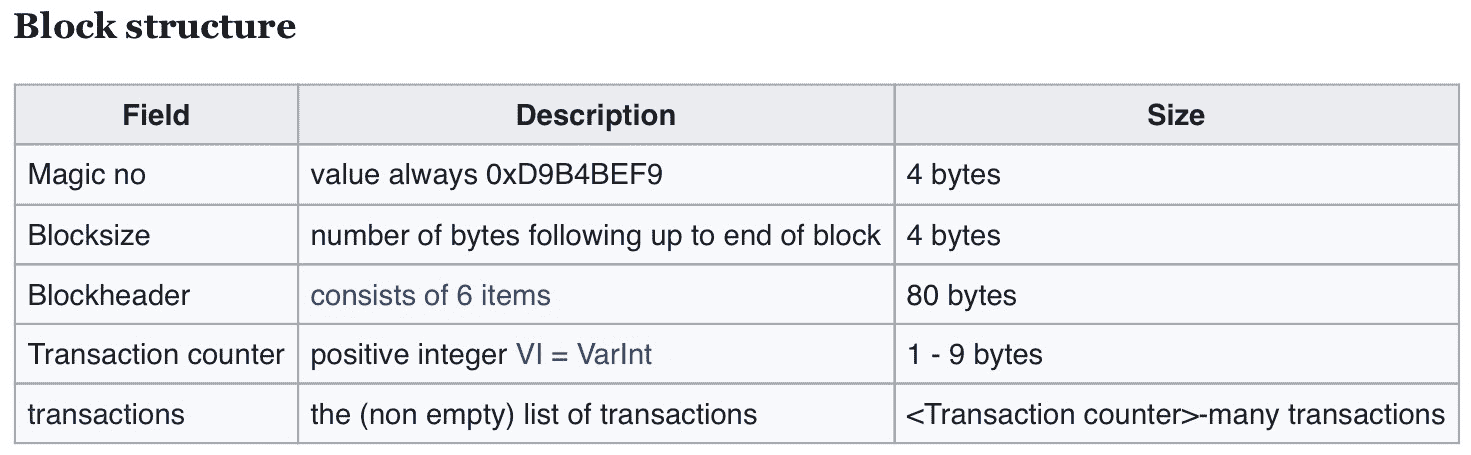 Block structure
Field Description Size
Magic no value always 0xD9B4BEF9 4 bytes
Blocksize number of bytes following up to end of block 4 bytes
Blockheader consists of 6 items 80 bytes
Transaction counter positive integer VI = VarInt 1 - 9 bytes
transactions the (non empty) list of transactions <Transaction counter>-many transactions